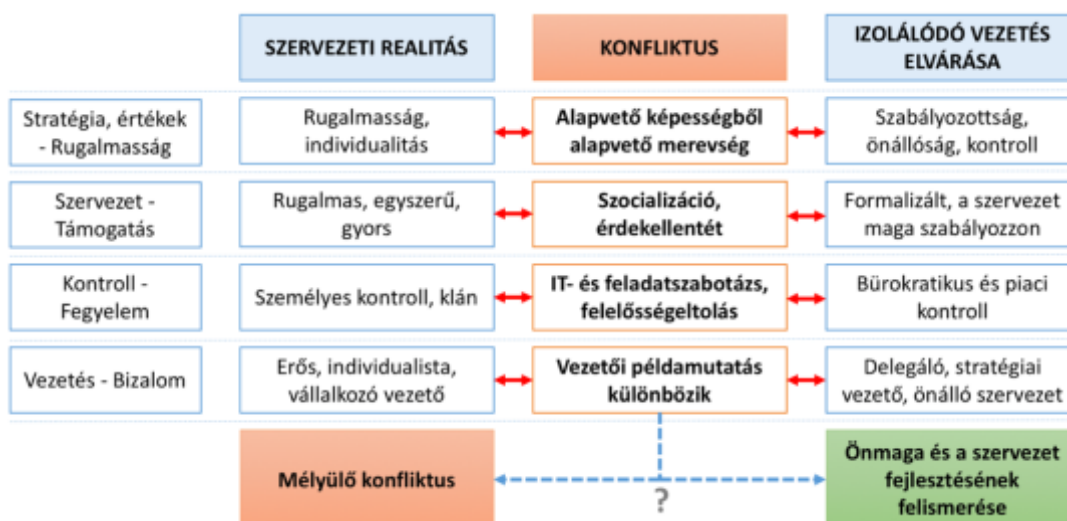 SZERVEZETI REALITÁS
KONFLIKTUS
IZOLÁLÓDÓ VEZETÉS
ELVÁRÁSA
Stratégia, értékek
- Rugalmasság
Rugalmasság,
individualitás
Alapvető képességből
alapvető merevség
Szabályozottság,
önállóság, kontroll
Szervezet -
Támogatás
Rugalmas, egyszerű,
gyors
Szocializáció,
érdekellentét
Formalizált, a szervezet
maga szabályozzon
Kontroll -
Fegyelem
Személyes kontroll, klán
IT- és feladatszabotázs,
felelősségeltolás
Bürokratikus és piaci
kontroll
Vezetés - Bizalom
Erős, individualista,
vállalkozó vezető
Vezetői példamutatás
különbözik
Delegáló, stratégiai
vezető, önálló szervezet
Mélyülő konfliktus
?
Önmaga és a szervezet
fejlesztésének
felismerése